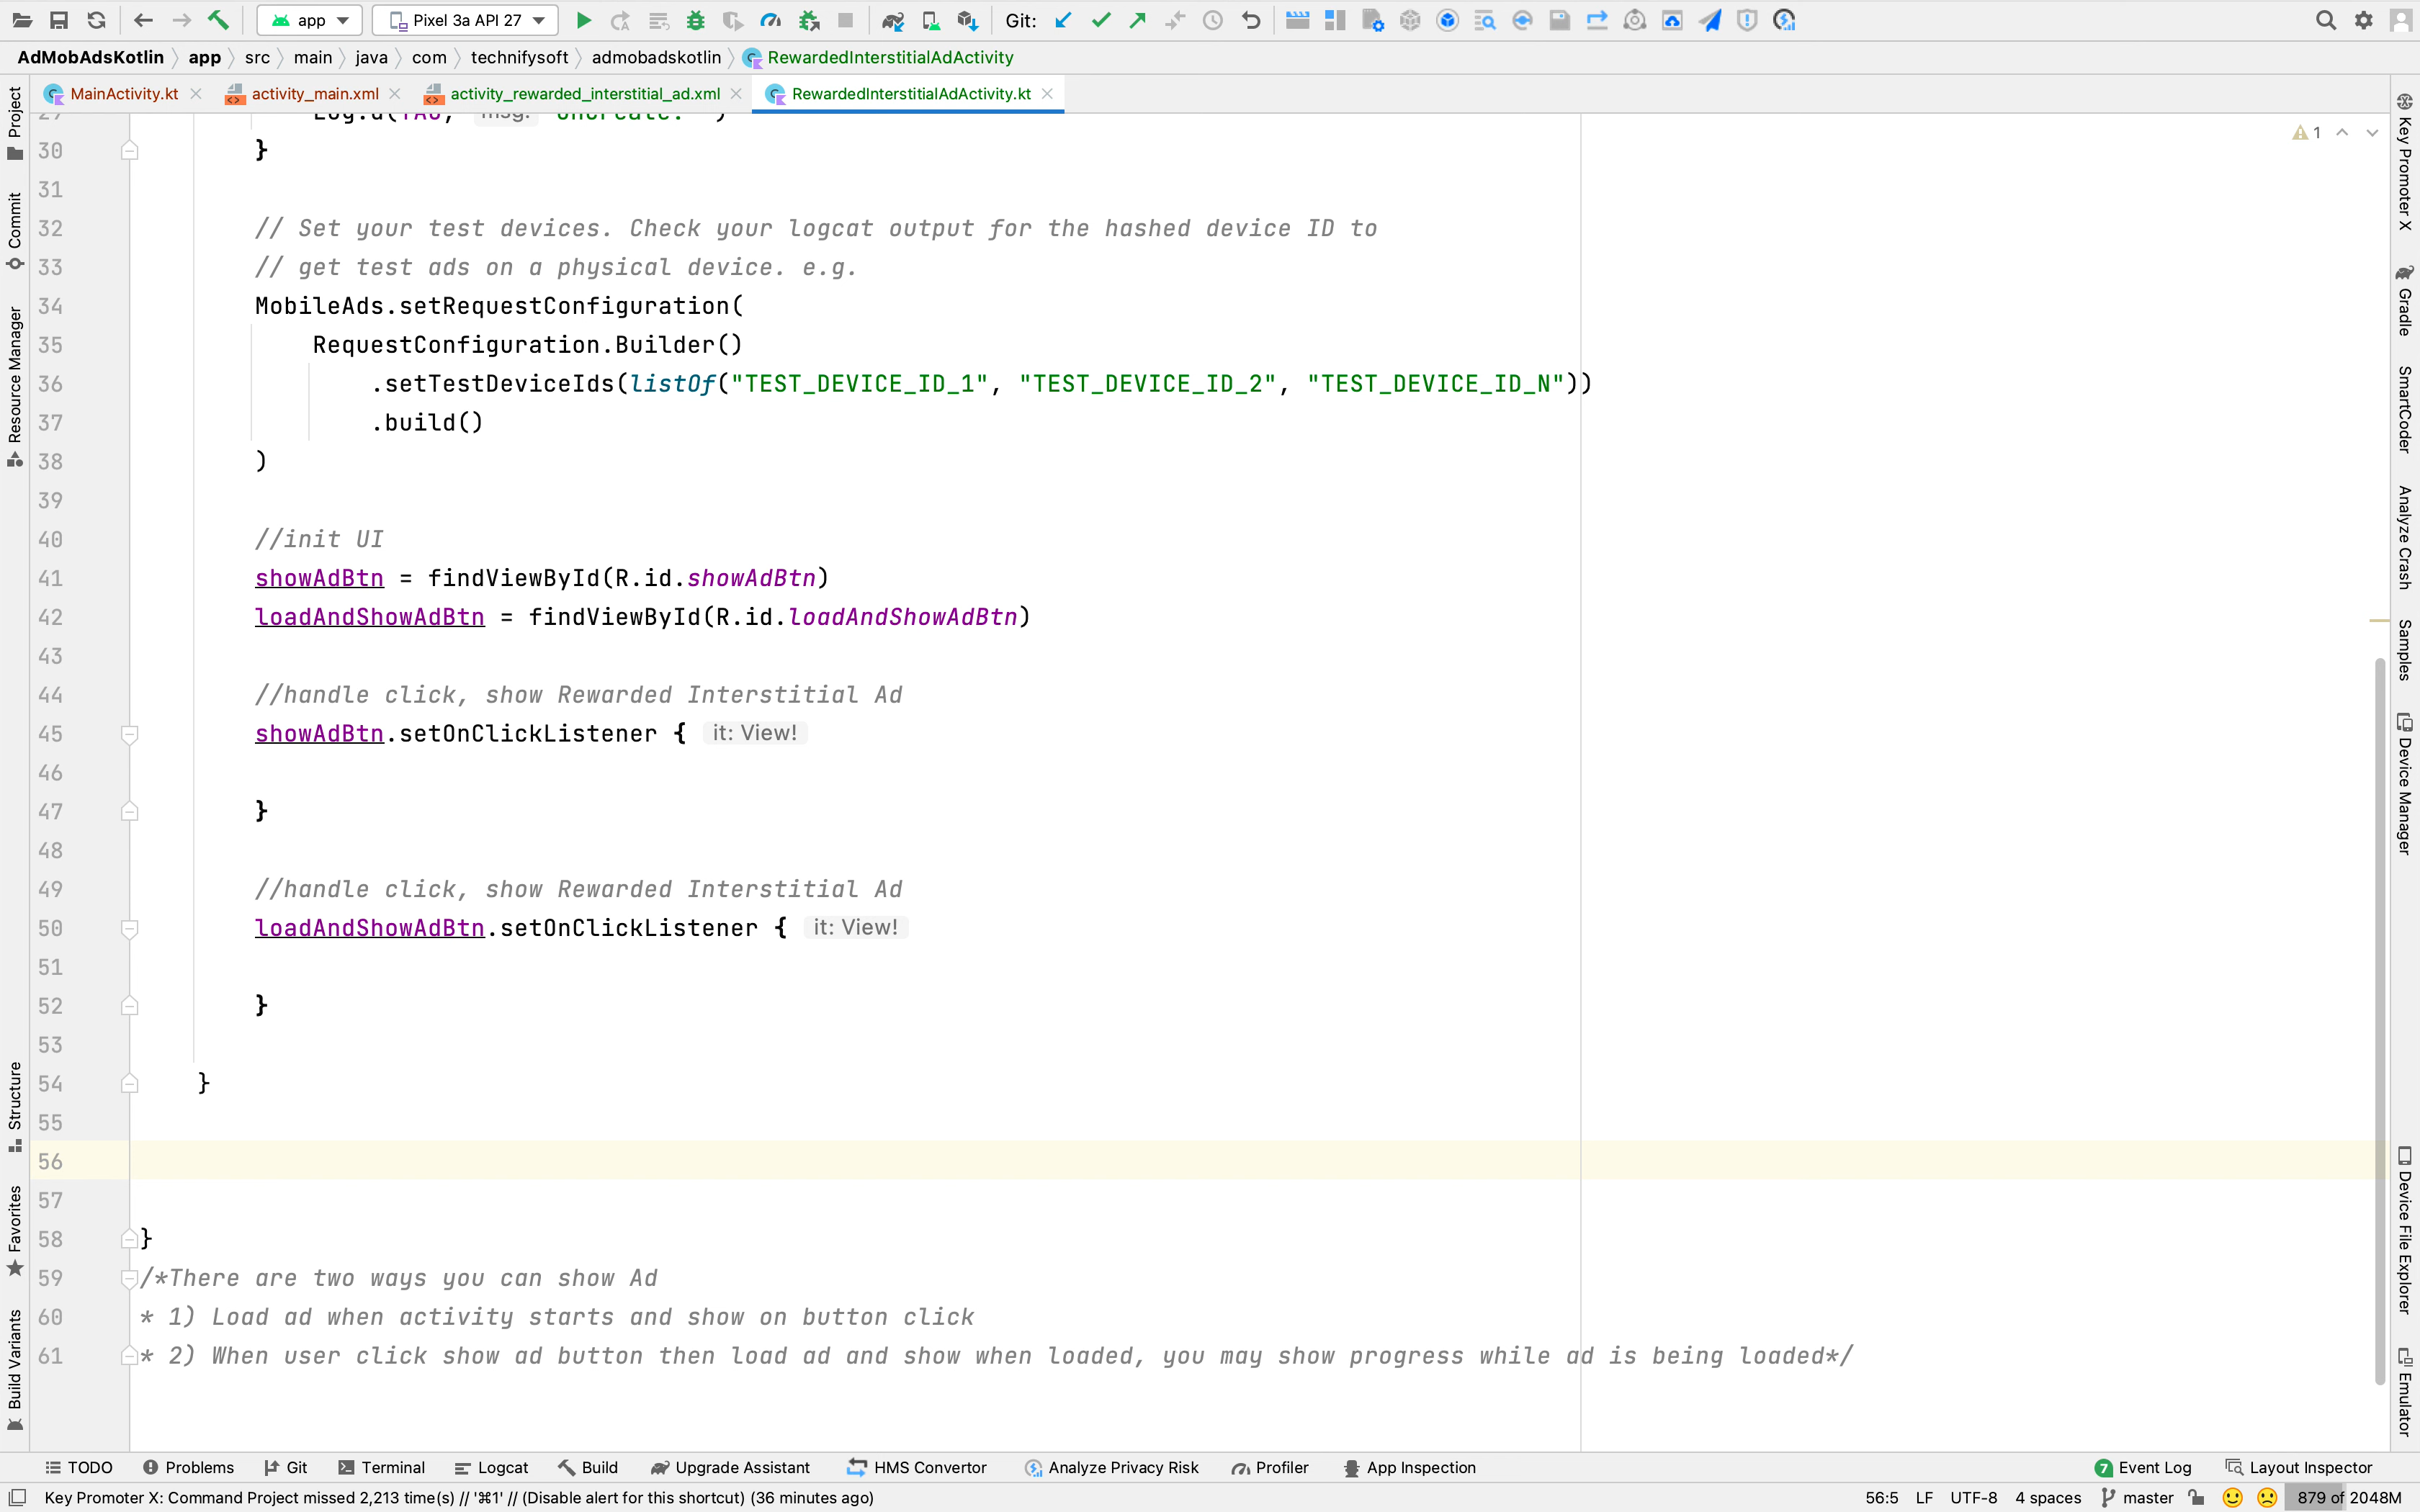 app
Pixel 3a API 27
Git:
AdMobAdsKotlin
app
src
main
java
com
technifysoft
admobadskotlin
RewardedInterstitialAdActivity
MainActivity.kt
activity_main.xml
activity_rewarded_interstitial_ad.xml
RewardedInterstitialAdActivity.kt
1
30 }
31
32 // Set your test devices. Check your logcat output for the hashed device ID to
33 // get test ads on a physical device. e.g.
34 MobileAds.setRequestConfiguration(
35 RequestConfiguration.Builder()
36 .setTestDeviceIds(listOf("TEST_DEVICE_ID_1", "TEST_DEVICE_ID_2", "TEST_DEVICE_ID_N"))
37 .build()
38 )
39
40 //init UI
41 showAdBtn = findViewById(R.id.showAdBtn)
42 loadAndShowAdBtn = findViewById(R.id.loadAndShowAdBtn)
43
44 //handle click, show Rewarded Interstitial Ad
45 showAdBtn.setOnClickListener { it: View!
46
47 }
48
49 //handle click, show Rewarded Interstitial Ad
50 loadAndShowAdBtn.setOnClickListener { it: View!
51
52 }
53
54 }
55
56
57
58 }
59 /*There are two ways you can show Ad
60 * 1) Load ad when activity starts and show on button click
61 * 2) When user click show ad button then load ad and show when loaded, you may show progress while ad is being loaded*/
Project
Commit
Resource Manager
Structure
Favorites
Build Variants
Key Promoter X
Gradle
SmartCoder
Analyze Crash
Samples
Device Manager
Device File Explorer
Emulator
TODO
Problems
Git
Terminal
Logcat
Build
Upgrade Assistant
HMS Convertor
Analyze Privacy Risk
Profiler
App Inspection
7 Event Log
Layout Inspector
Key Promoter X: Command Project missed 2,213 time(s) // '⌘1' // (Disable alert for this shortcut) (36 minutes ago)
56:5
LF
UTF-8
4 spaces
master
879 of 2048M